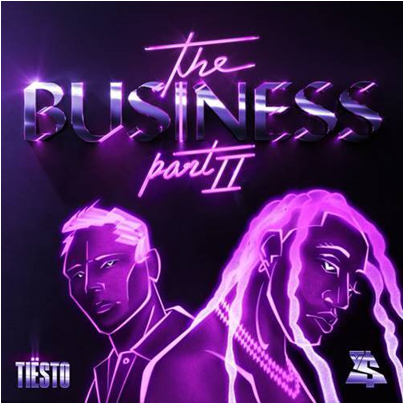 the
BUSINESS
part II
TIËSTO